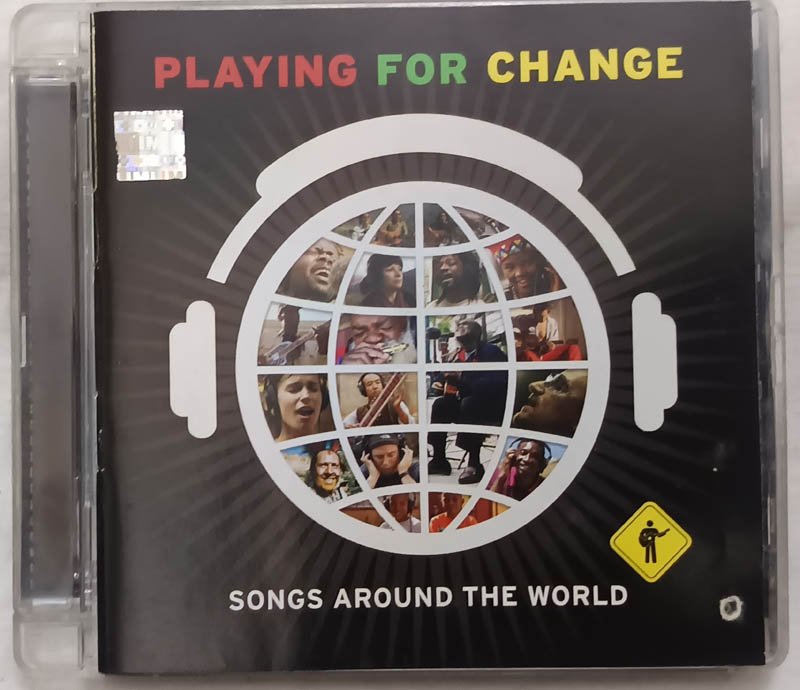 PLAYING FOR CHANGE
SONGS AROUND THE WORLD